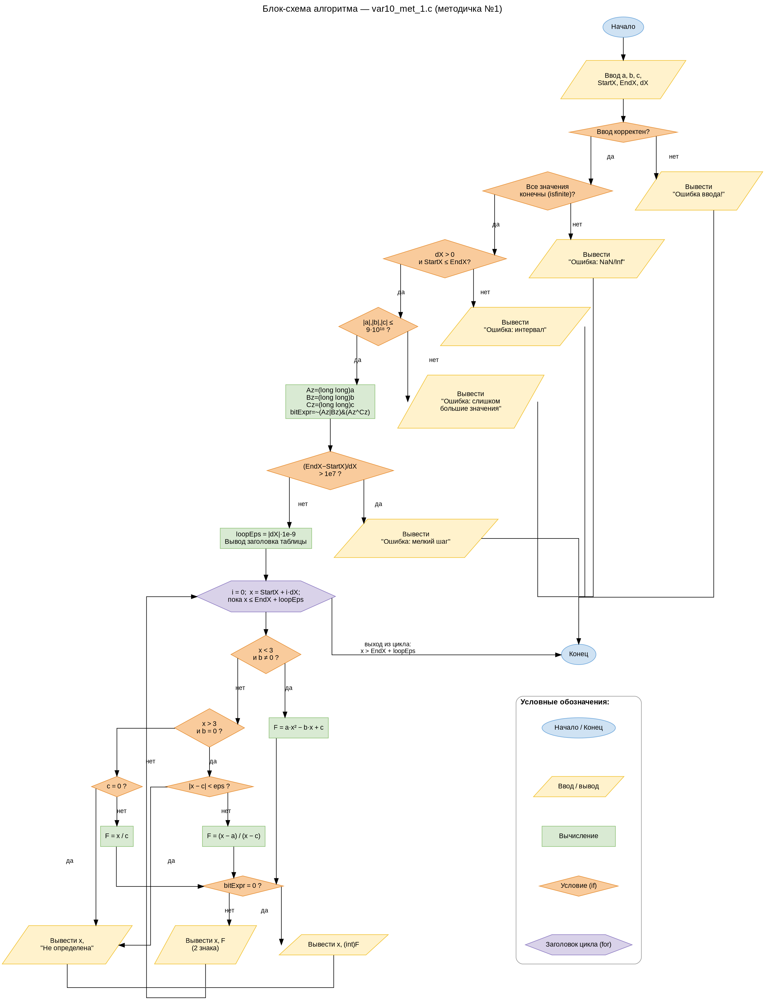 Блок-схема алгоритма — var10_met_1.c (методичка №1)
Начало
Ввод a, b, c,
StartX, EndX, dX
Ввод корректен?
да
нет
Все значения
конечны (isfinite)?
Вывести
"Ошибка ввода!"
да
нет
dX > 0
и StartX ≤ EndX?
Вывести
"Ошибка: NaN/Inf"
да
нет
|a|,|b|,|c| ≤
9·10¹⁸ ?
Вывести
"Ошибка: интервал"
да
нет
Az=(long long)a
Bz=(long long)b
Cz=(long long)c
bitExpr=~(Az|Bz)&(Az^Cz)
Вывести
"Ошибка: слишком
большие значения"
(EndX−StartX)/dX
> 1e7 ?
нет
да
loopEps = |dX|·1e-9
Вывод заголовка таблицы
Вывести
"Ошибка: мелкий шаг"
i = 0;  x = StartX + i·dX;
пока x ≤ EndX + loopEps
выход из цикла:
x > EndX + loopEps
x < 3
и b ≠ 0 ?
Конец
нет
да
x > 3
и b = 0 ?
F = a·x² − b·x + c
нет
да
c = 0 ?
|x − c| < eps ?
нет
нет
F = x / c
F = (x − a) / (x − c)
да
да
bitExpr = 0 ?
нет
да
Вывести x,
"Не определена"
Вывести x, F
(2 знака)
Вывести x, (int)F
Условные обозначения:
Начало / Конец
Ввод / вывод
Вычисление
Условие (if)
Заголовок цикла (for)